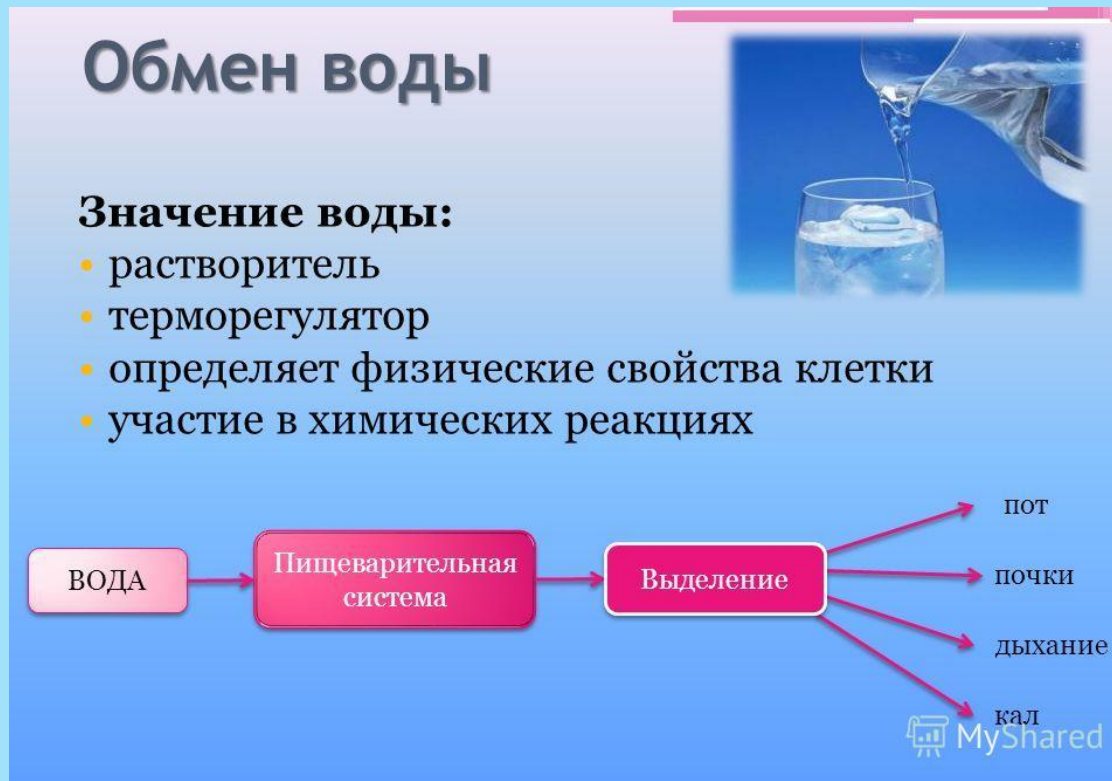 Обмен воды
Значение воды:
• растворитель
• терморегулятор
• определяет физические свойства клетки
• участие в химических реакциях
ВОДА
Пищеварительная
система
Выделение
пот
почки
дыхание
кал
MyShared